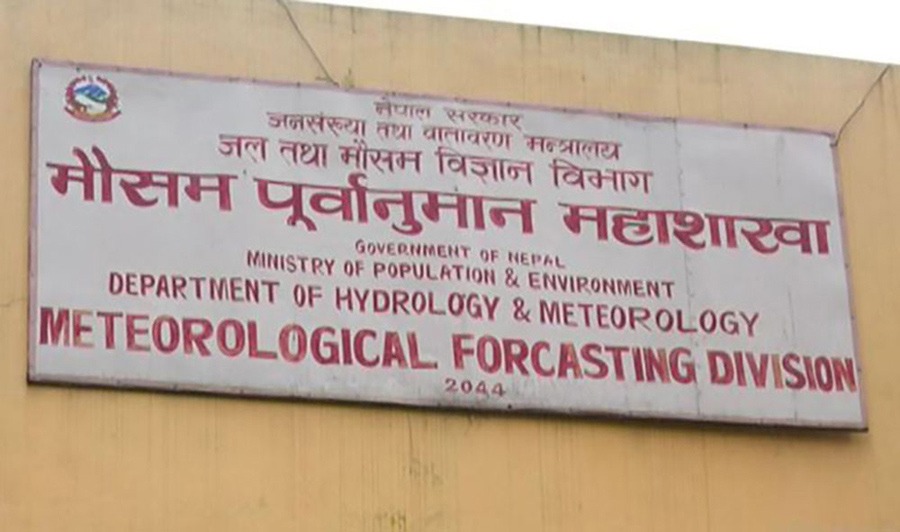 नेपाल सरकार
जनसंख्या तथा वातावरण मन्त्रालय
जल तथा मौसम विज्ञान विभाग
मौसम पूर्वानुमान महाशाखा
GOVERNMENT OF NEPAL
MINISTRY OF POPULATION & ENVIRONMENT
DEPARTMENT OF HYDROLOGY & METEOROLOGY
METEOROLOGICAL FORCASTING DIVISION
2044